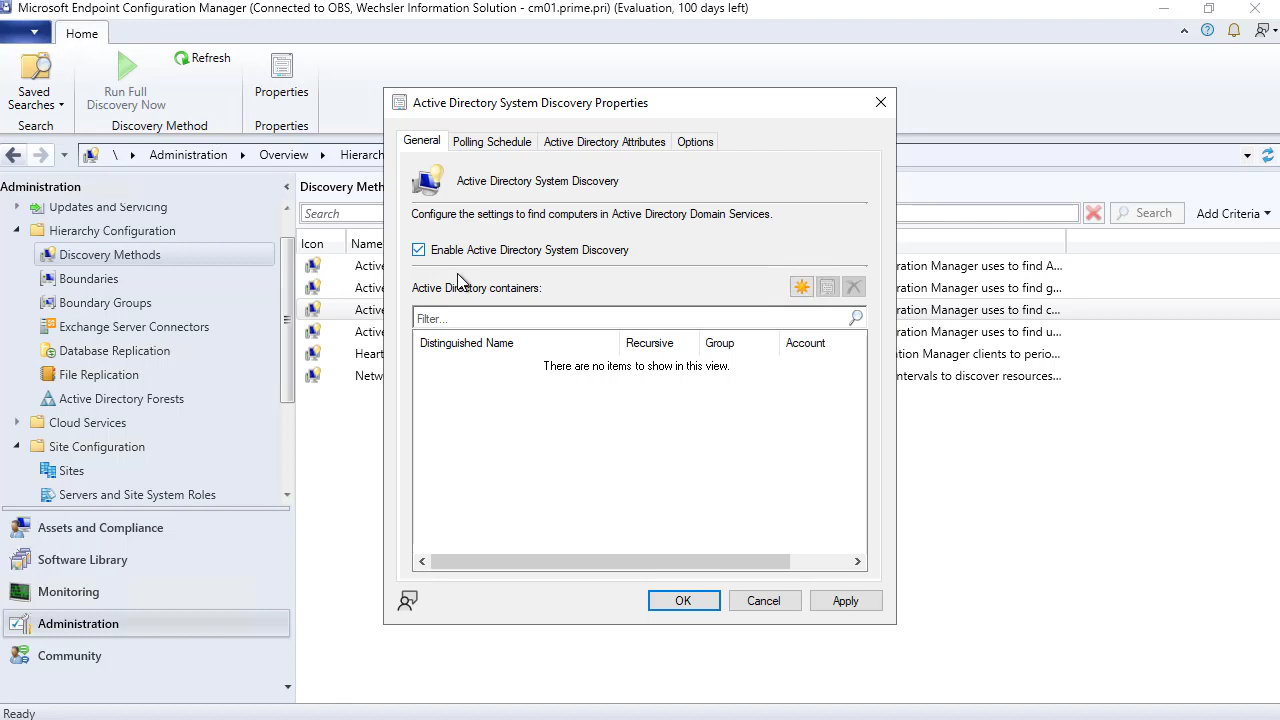 Microsoft Endpoint Configuration Manager (Connected to OBS, Wechsler Information Solution - cm01.prime.pri) (Evaluation, 100 days left)
Home
Saved Searches
Run Full Discovery Now
Refresh
Properties
Search
Discovery Method
Properties
\ Administration Overview Hierarch
Administration
Updates and Servicing
Hierarchy Configuration
Discovery Methods
Boundaries
Boundary Groups
Exchange Server Connectors
Database Replication
File Replication
Active Directory Forests
Cloud Services
Site Configuration
Sites
Servers and Site System Roles
Assets and Compliance
Software Library
Monitoring
Administration
Community
Ready
Discovery Meth
Search
Search
Add Criteria
Icon Name
Active
Active
Active
Active
Heart
Netw
ration Manager uses to find A...
ration Manager uses to find g...
ration Manager uses to find c...
ration Manager uses to find u...
ation Manager clients to perio...
ntervals to discover resources...
Active Directory System Discovery Properties
General Polling Schedule Active Directory Attributes Options
Active Directory System Discovery
Configure the settings to find computers in Active Directory Domain Services.
Enable Active Directory System Discovery
Active Directory containers:
Filter...
Distinguished Name Recursive Group Account
There are no items to show in this view.
OK Cancel Apply